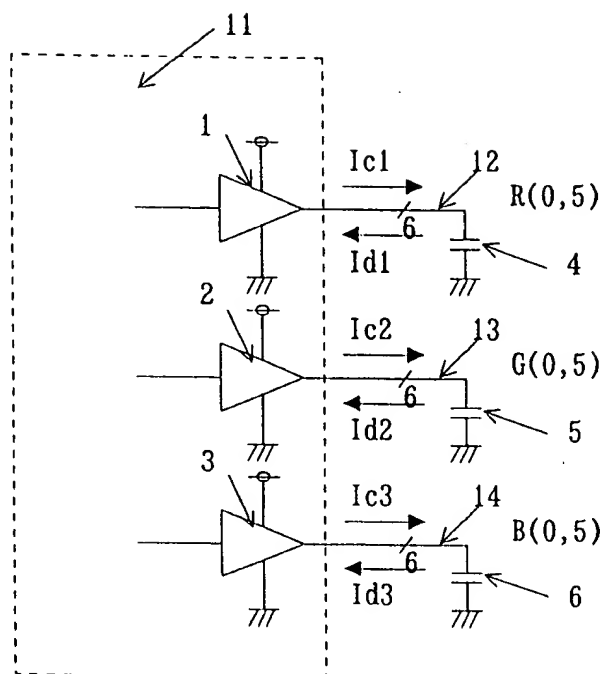 11
1
Ic1
12
R(0,5)
6
Id1
4
2
Ic2
13
G(0,5)
6
Id2
5
3
Ic3
14
B(0,5)
6
Id3
6